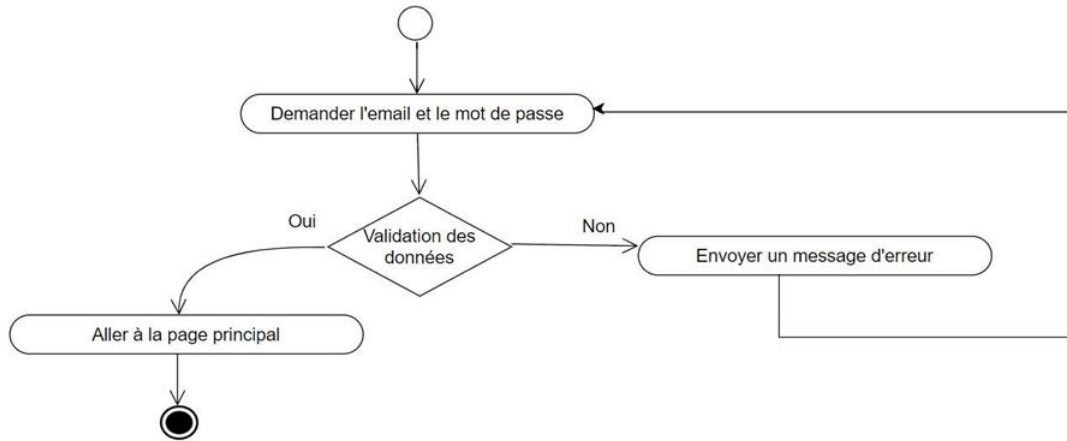 Demander l'email et le mot de passe
Oui
Validation des
données
Non
Envoyer un message d'erreur
Aller à la page principal